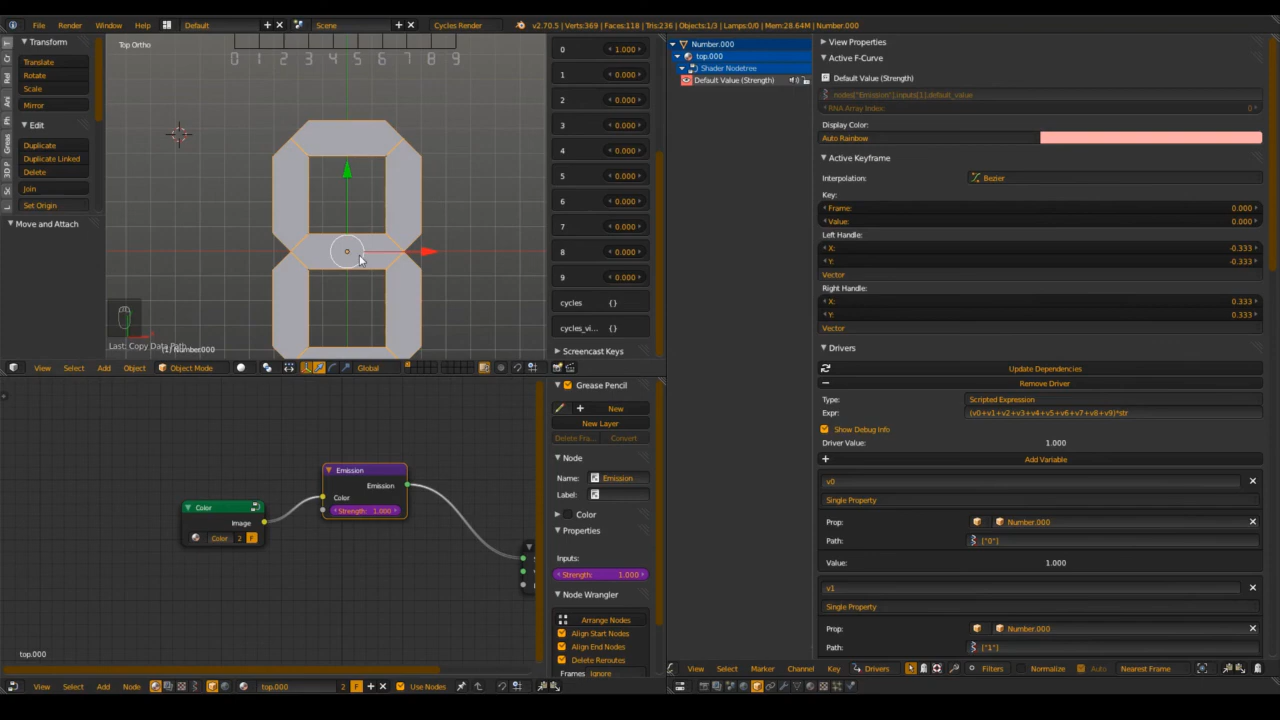 File Render Window Help Default Scene Cycles Render v2.70.5 | Verts:369 | Faces:118 | Tris:236 | Objects:1/3 | Lamps:0/0 | Mem:28.64M | Number.000
Transform
Translate
Rotate
Scale
Mirror
Edit
Duplicate
Duplicate Linked
Delete
Join
Set Origin
Move and Attach
Top Ortho
0 1 2 3 4 5 6 7 8 9
Last: Copy Data Path
(1) Number.000
0 1.000
1 0.000
2 0.000
3 0.000
4 0.000
5 0.000
6 0.000
7 0.000
8 0.000
9 0.000
cycles {}
cycles_vi... {}
Screencast Keys
View Select Add Object Object Mode Global
Color
Image
Color 2 F
Emission
Emission
Color
Strength: 1.000
top.000
Grease Pencil
New
New Layer
Delete Fra... Convert
Node
Name: Emission
Label:
Color
Properties
Inputs:
Strength: 1.000
Node Wrangler
Arrange Nodes
Align Start Nodes
Align End Nodes
Delete Reroutes
Frames Ignore
View Select Add Node top.000 2 F Use Nodes
Number.000
top.000
Shader Nodetree
Default Value (Strength)
View Properties
Active F-Curve
Default Value (Strength)
nodes["Emission"].inputs[1].default_value
RNA Array Index: 0
Display Color:
Auto Rainbow
Active Keyframe
Interpolation: Bezier
Key:
Frame: 0.000
Value: 0.000
Left Handle:
X: -0.333
Y: -0.333
Vector
Right Handle:
X: 0.333
Y: 0.333
Vector
Drivers
Update Dependencies
Remove Driver
Type: Scripted Expression
Expr: (v0+v1+v2+v3+v4+v5+v6+v7+v8+v9)*str
Show Debug Info
Driver Value: 1.000
Add Variable
v0
Single Property
Prop: Number.000
Path: ["0"]
Value: 1.000
v1
Single Property
Prop: Number.000
Path: ["1"]
View Select Marker Channel Key Drivers Filters Normalize Auto Nearest Frame